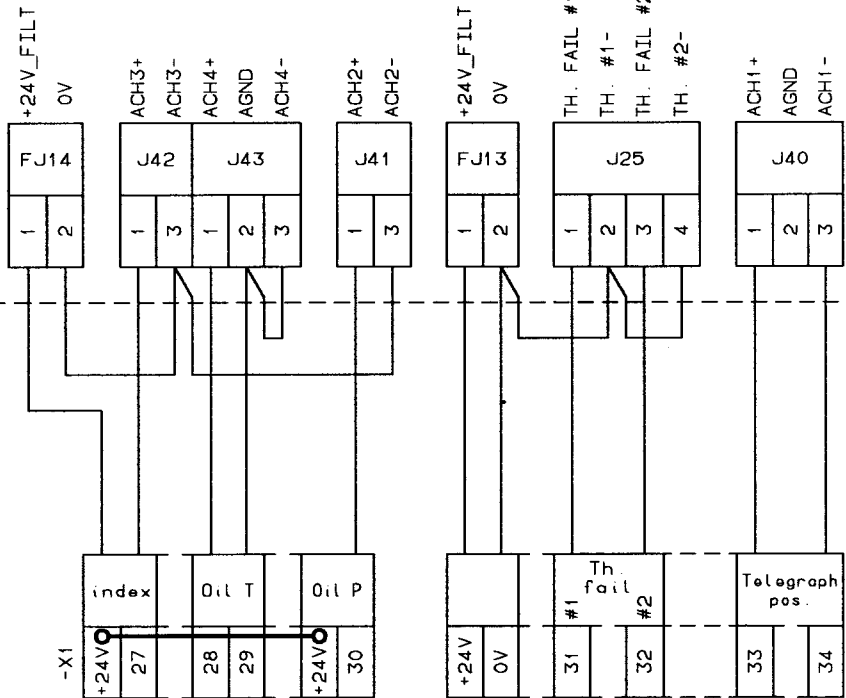 +24V_FILT
0V
ACH3+
ACH3-
ACH4+
AGND
ACH4-
ACH2+
ACH2-
+24V_FILT
0V
TH. FAIL
TH. #1-
TH. FAIL
TH. #2-
ACH1+
AGND
ACH1-
FJ14
J42
J43
J41
FJ13
J25
J40
1
2
1
3
1
2
3
1
3
1
2
1
2
3
4
1
2
3
index
Oil T
Oil P
Th. fail
#1
#2
Telegraph
pos.
-X1
+24V
27
28
29
+24V
30
+24V
0V
31
32
33
34